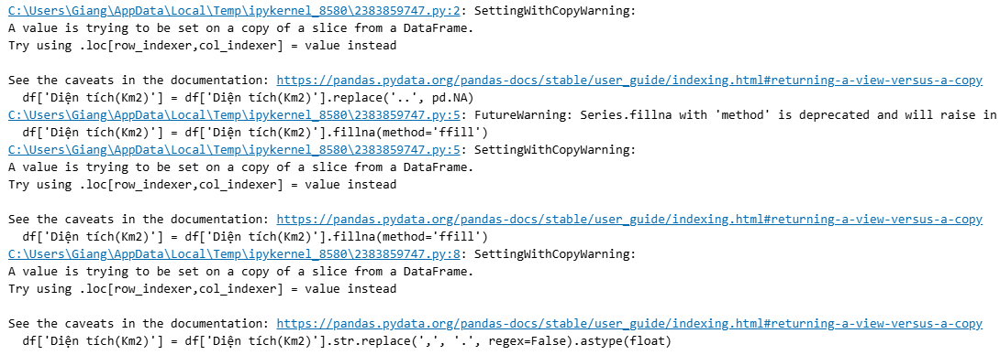 C:\Users\Giang\AppData\Local\Temp\ipykernel_8580\2383859747.py:2: SettingWithCopyWarning:
A value is trying to be set on a copy of a slice from a DataFrame.
Try using .loc[row_indexer,col_indexer] = value instead

See the caveats in the documentation: https://pandas.pydata.org/pandas-docs/stable/user_guide/indexing.html#returning-a-view-versus-a-copy
  df['Diện tích(Km2)'] = df['Diện tích(Km2)'].replace('..', pd.NA)
C:\Users\Giang\AppData\Local\Temp\ipykernel_8580\2383859747.py:5: FutureWarning: Series.fillna with 'method' is deprecated and will raise in
  df['Diện tích(Km2)'] = df['Diện tích(Km2)'].fillna(method='ffill')
C:\Users\Giang\AppData\Local\Temp\ipykernel_8580\2383859747.py:5: SettingWithCopyWarning:
A value is trying to be set on a copy of a slice from a DataFrame.
Try using .loc[row_indexer,col_indexer] = value instead

See the caveats in the documentation: https://pandas.pydata.org/pandas-docs/stable/user_guide/indexing.html#returning-a-view-versus-a-copy
  df['Diện tích(Km2)'] = df['Diện tích(Km2)'].fillna(method='ffill')
C:\Users\Giang\AppData\Local\Temp\ipykernel_8580\2383859747.py:8: SettingWithCopyWarning:
A value is trying to be set on a copy of a slice from a DataFrame.
Try using .loc[row_indexer,col_indexer] = value instead

See the caveats in the documentation: https://pandas.pydata.org/pandas-docs/stable/user_guide/indexing.html#returning-a-view-versus-a-copy
  df['Diện tích(Km2)'] = df['Diện tích(Km2)'].str.replace(',', '.', regex=False).astype(float)